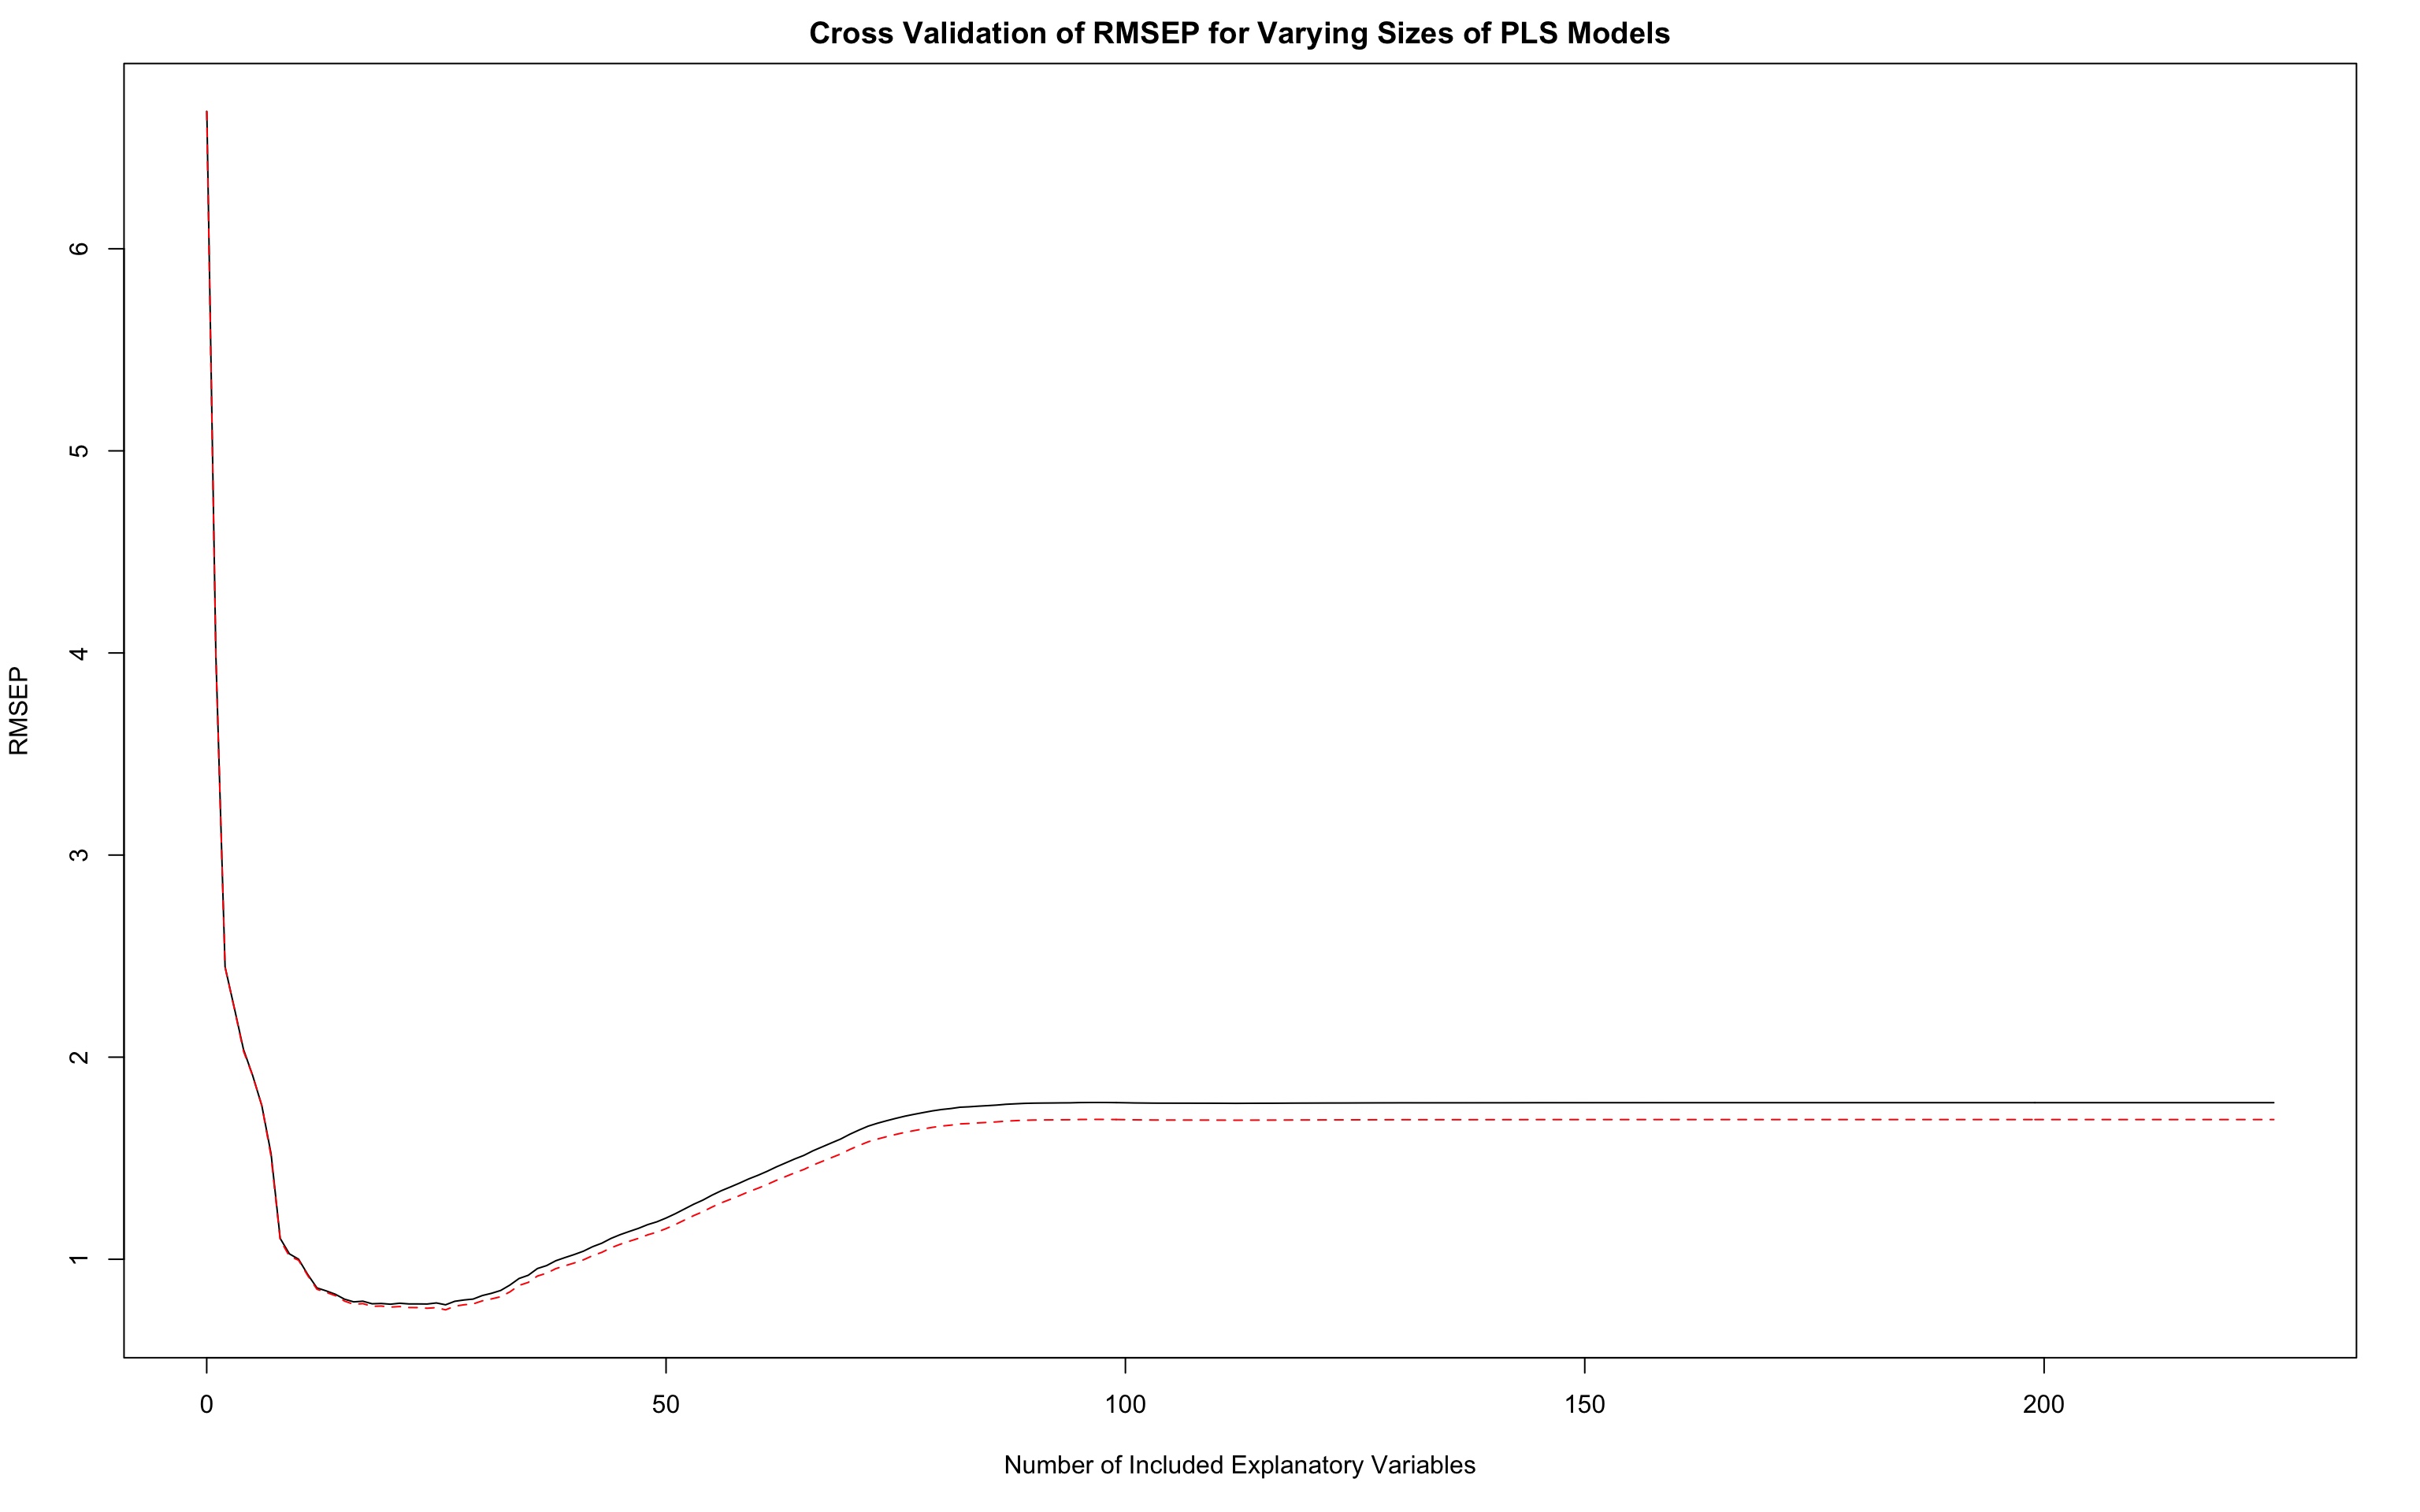 Cross Validation of RMSEP for Varying Sizes of PLS Models
RMSEP
6
5
4
3
2
1
0 50 100 150 200
Number of Included Explanatory Variables